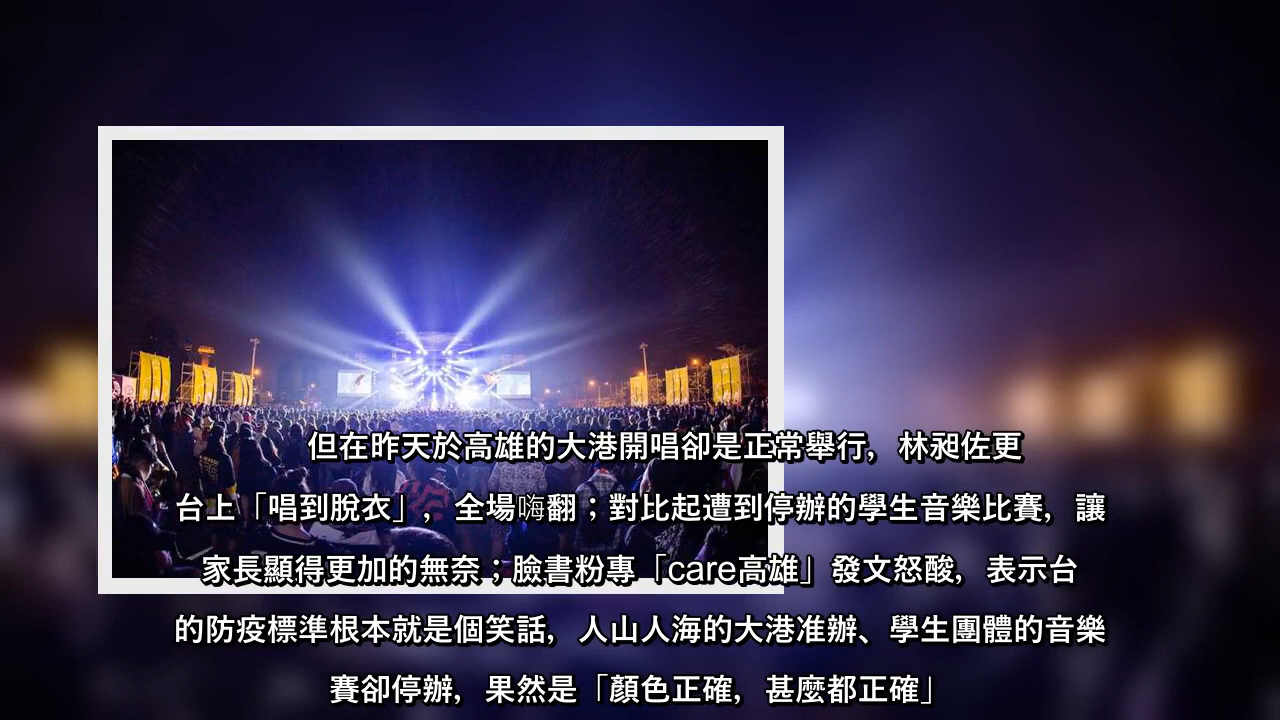 但在昨天於高雄的大港開唱卻是正常舉行，林昶佐更
台上「唱到脫衣」，全場嗨翻；對比起遭到停辦的學生音樂比賽，讓
家長顯得更加的無奈；臉書粉專「care高雄」發文怒酸，表示台
的防疫標準根本就是個笑話，人山人海的大港准辦、學生團體的音樂
賽卻停辦，果然是「顏色正確，甚麼都正確」